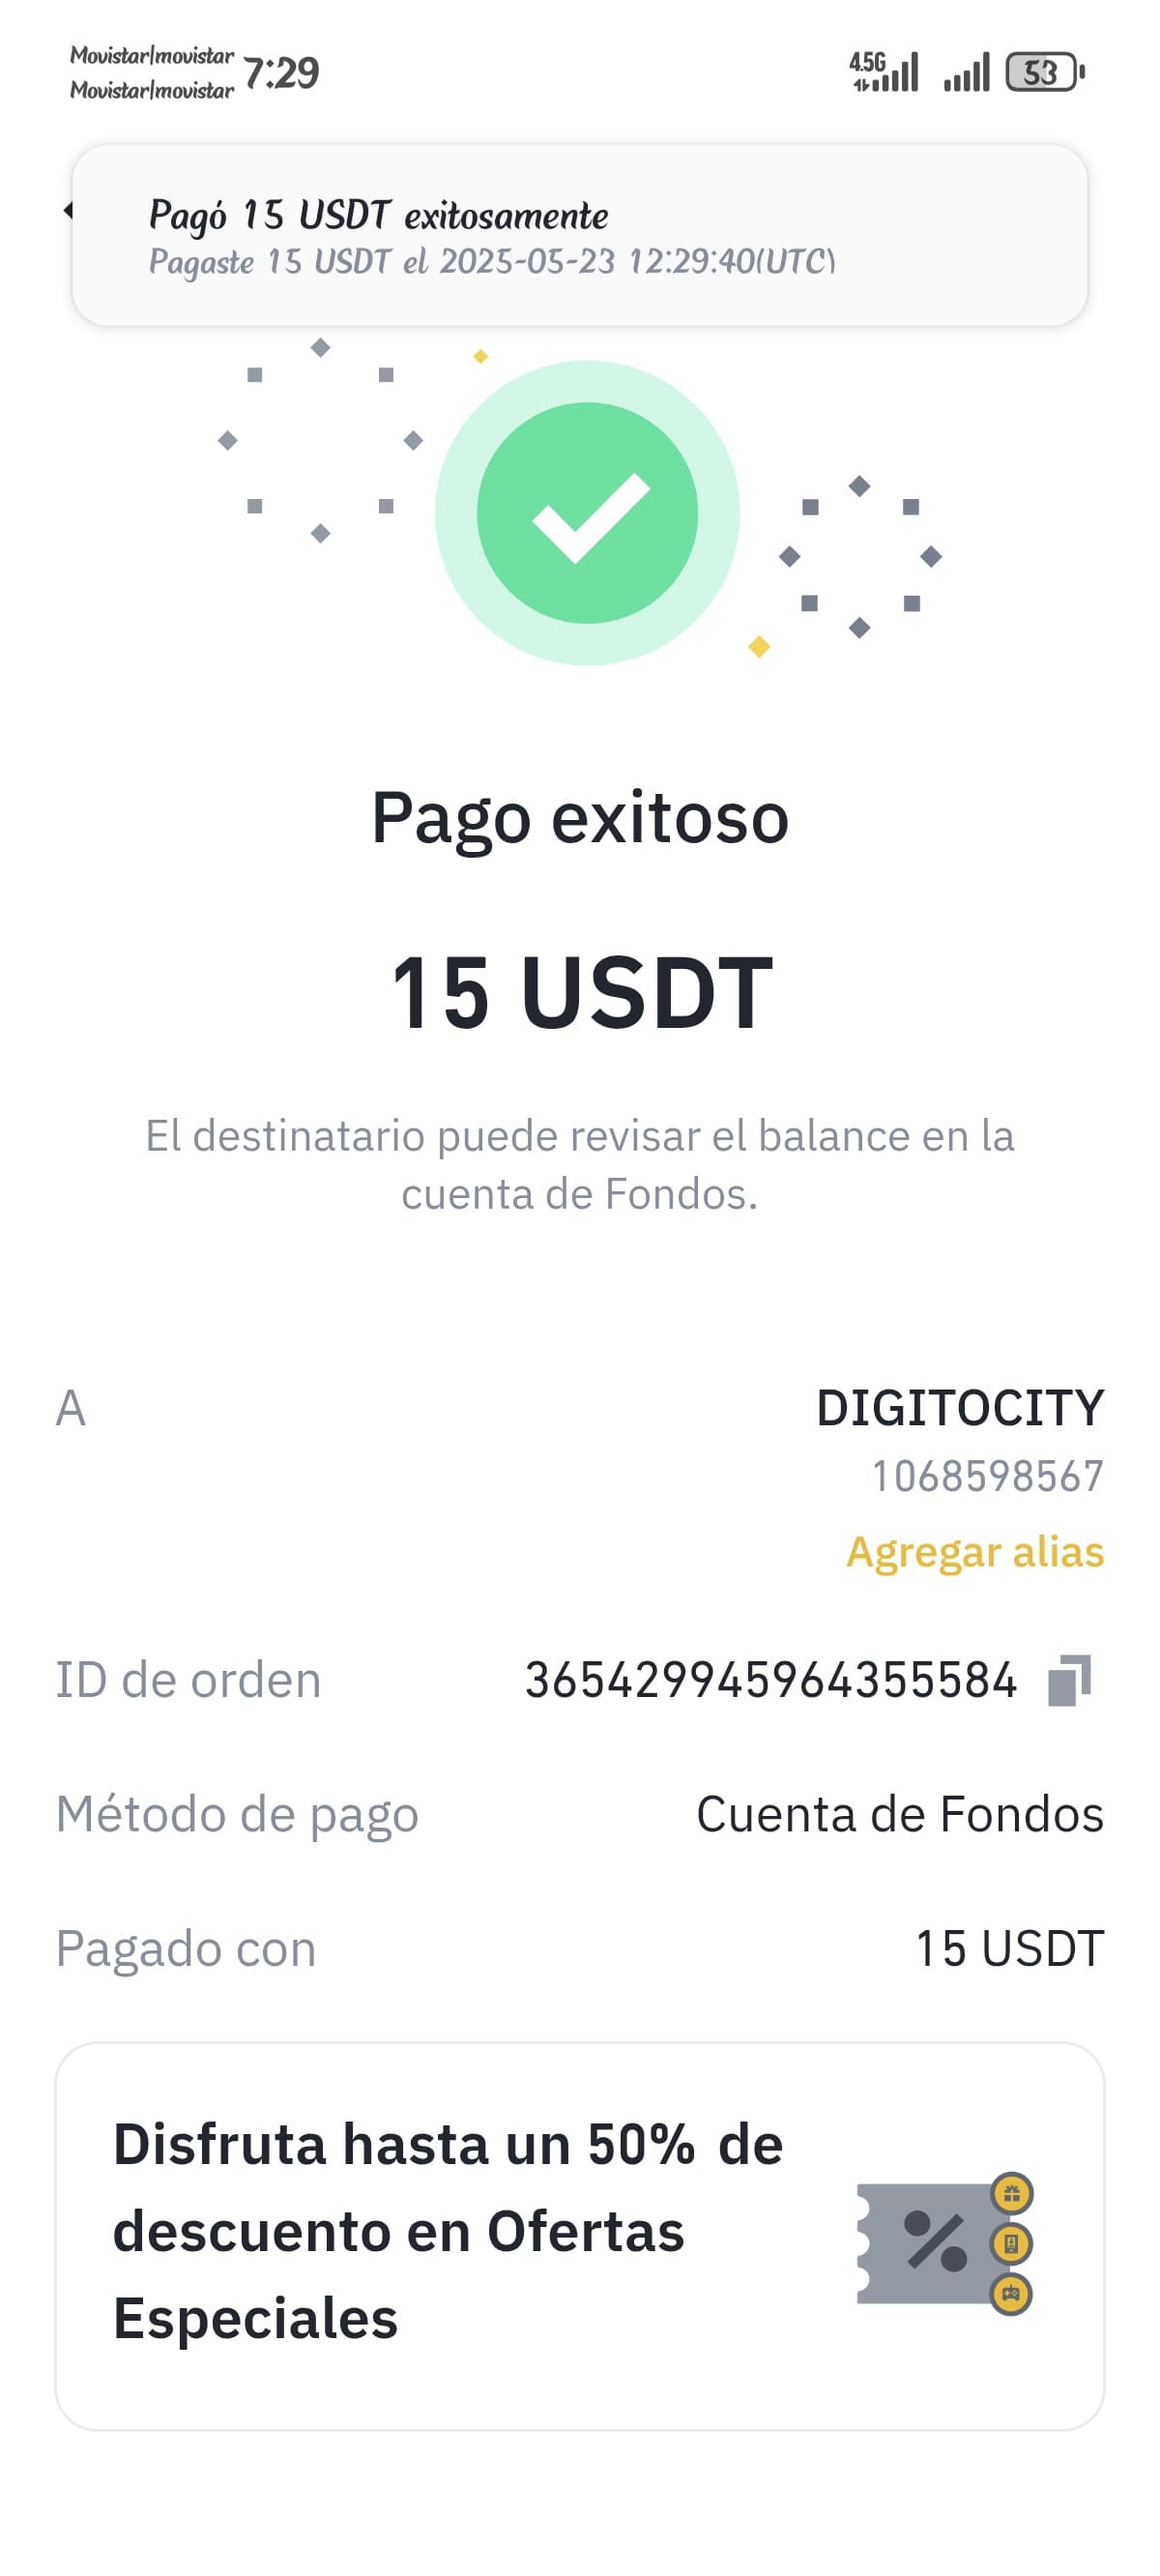 Movistar|movistar
Movistar|movistar
7:29
4.5G
53
Pagó 15 USDT exitosamente
Pagaste 15 USDT el 2025-05-23 12:29:40(UTC)
Pago exitoso
15 USDT
El destinatario puede revisar el balance en la
cuenta de Fondos.
A
DIGITOCITY
1068598567
Agregar alias
ID de orden
365429945964355584
Método de pago
Cuenta de Fondos
Pagado con
15 USDT
Disfruta hasta un 50% de
descuento en Ofertas
Especiales